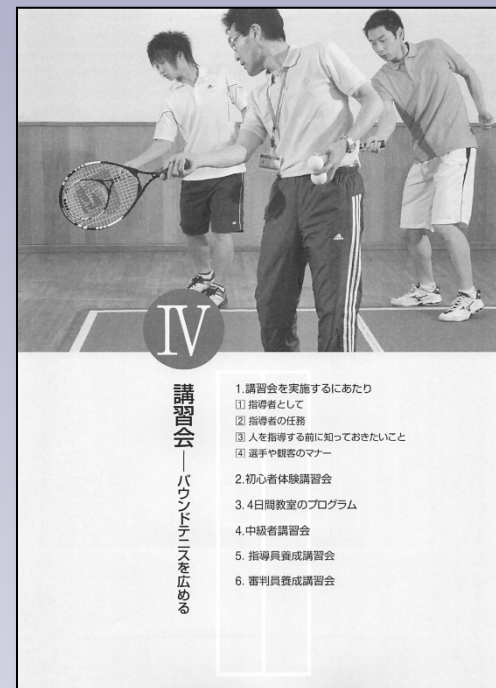 IV
講習会――バウンドテニスを広める
1.講習会を実施するにあたり
1 指導者として
2 指導者の任務
3 人を指導する前に知っておきたいこと
4 選手や観客のマナー
2.初心者体験講習会
3. 4日間教室のプログラム
4.中級者講習会
5. 指導員養成講習会
6. 審判員養成講習会